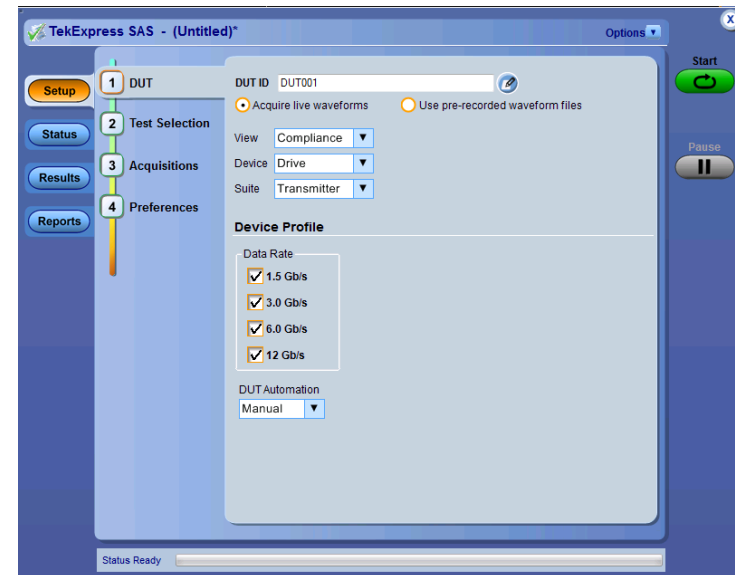 TekExpress SAS - (Untitled)*
Options
x
Start
Setup
1 DUT
DUT ID DUT001
Acquire live waveforms
Use pre-recorded waveform files
2 Test Selection
Status
View Compliance
Pause
3 Acquisitions
Device Drive
Results
Suite Transmitter
4 Preferences
Reports
Device Profile
Data Rate
1.5 Gb/s
3.0 Gb/s
6.0 Gb/s
12 Gb/s
DUT Automation
Manual
Status Ready